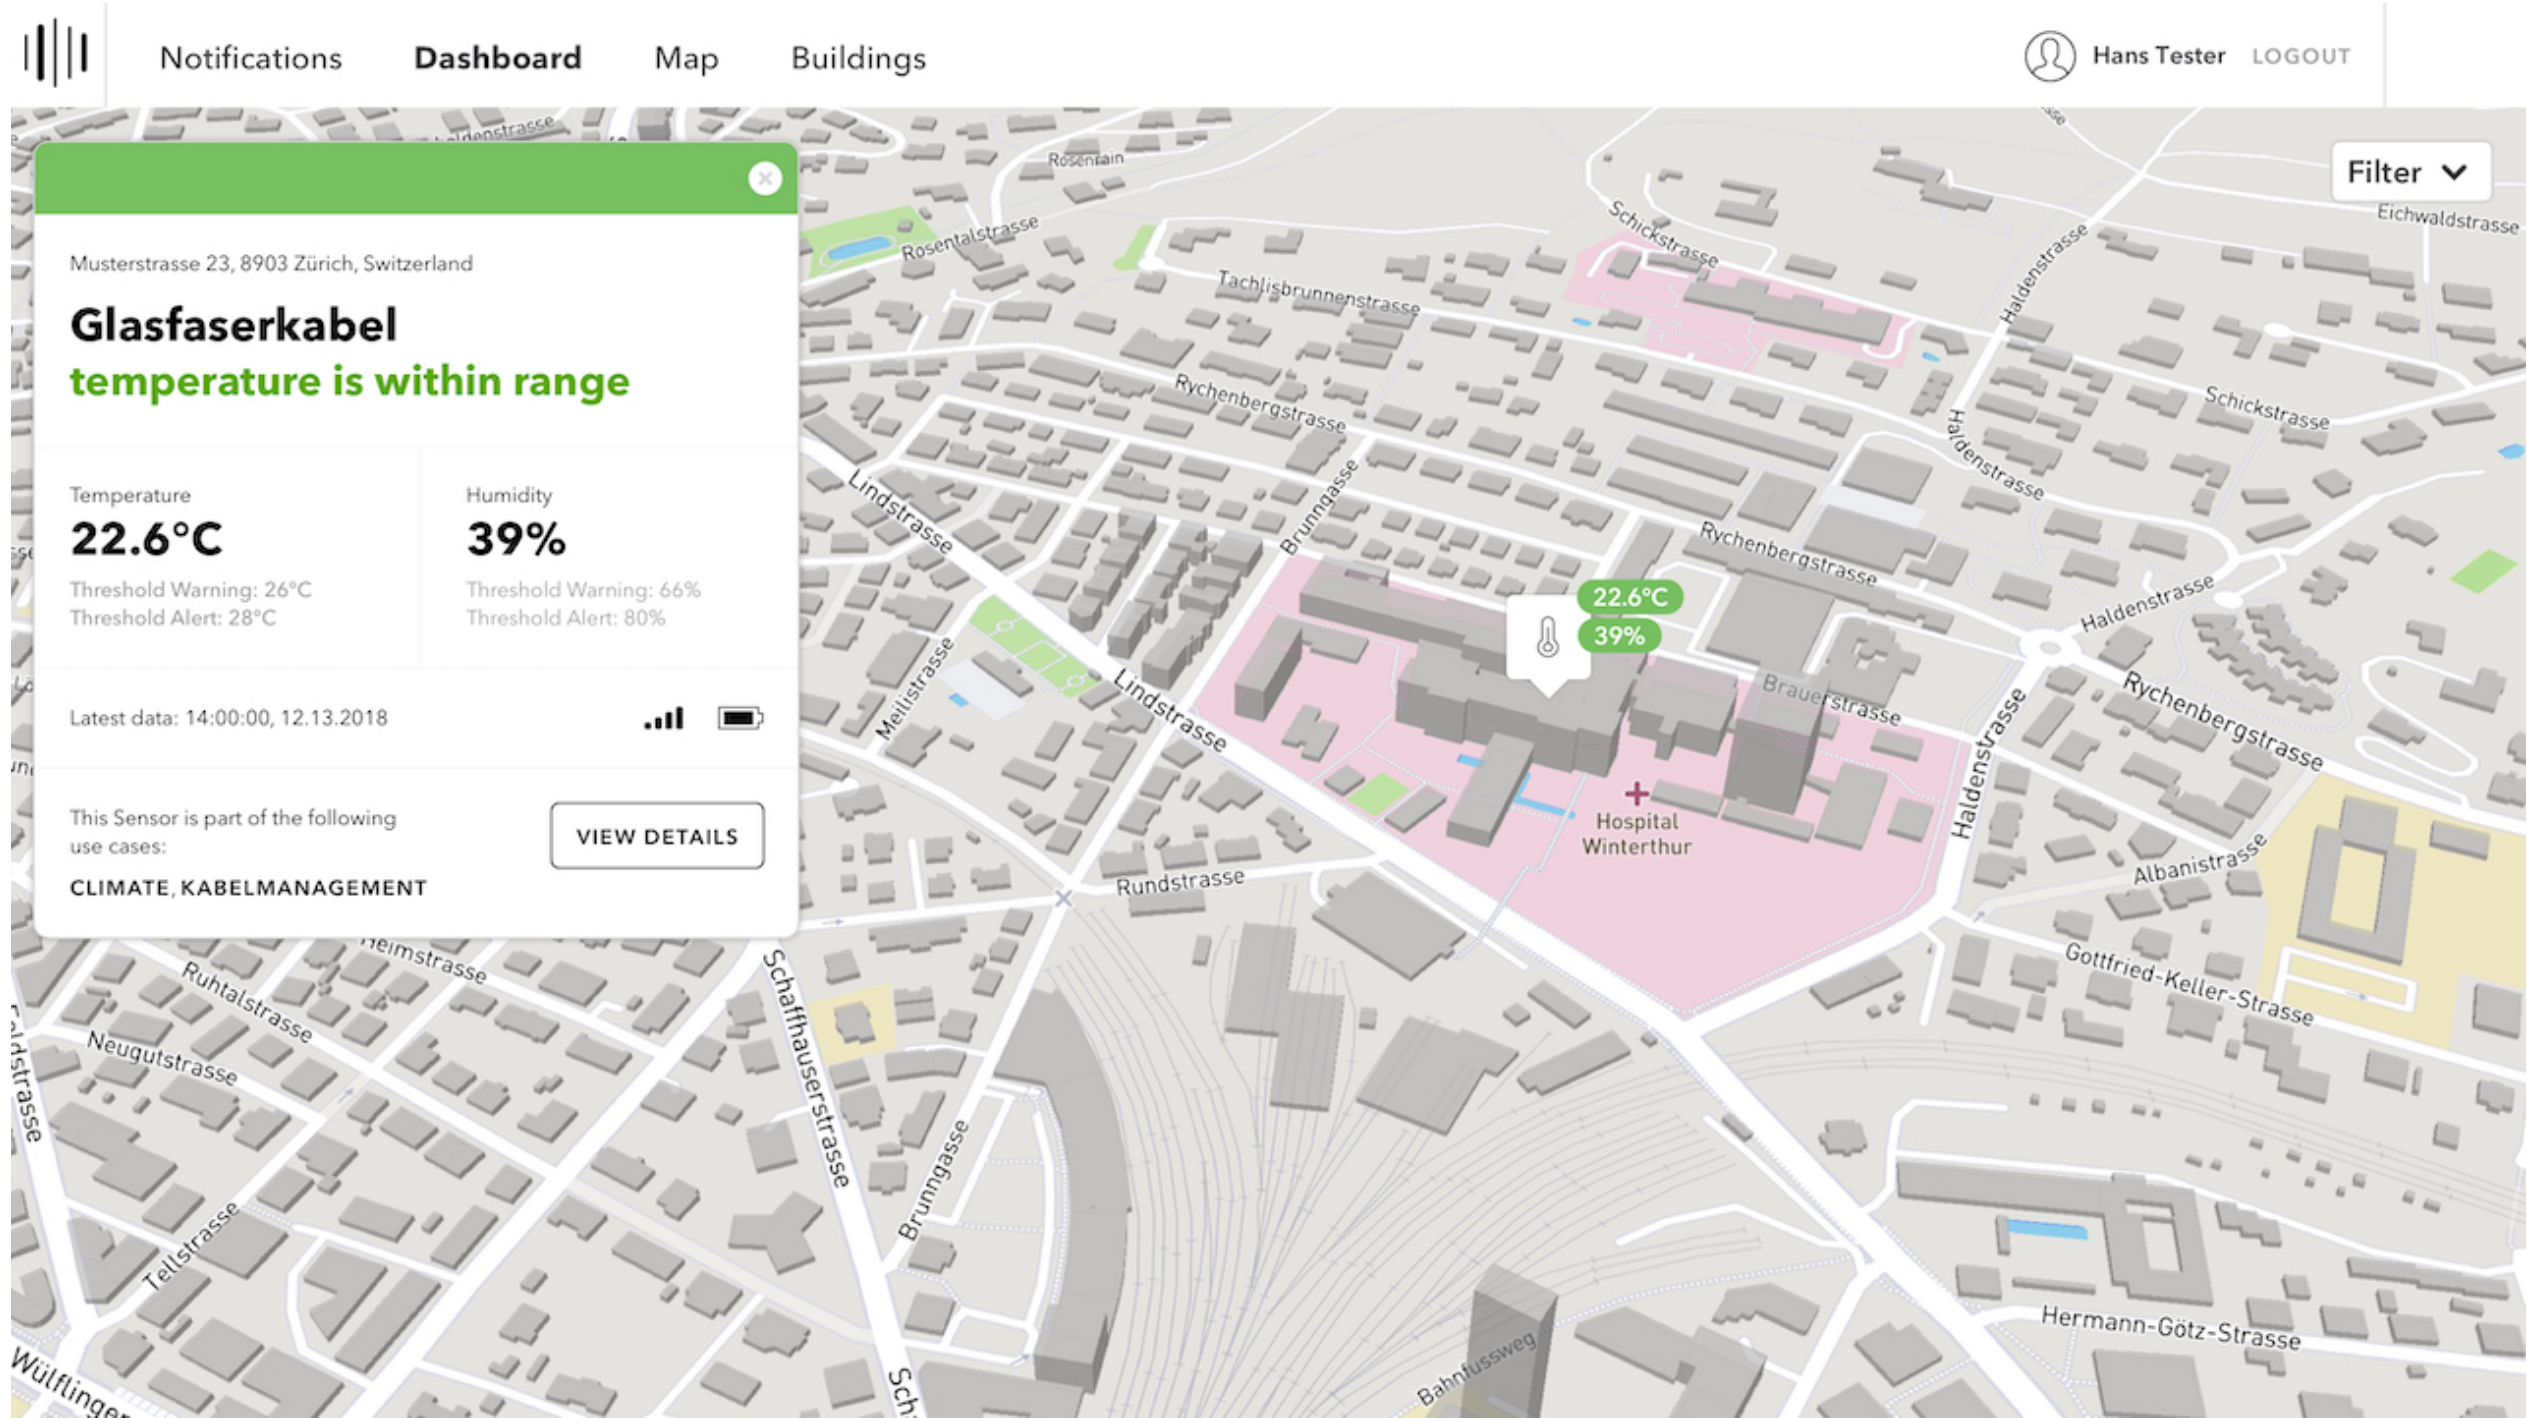 Notifications
Dashboard
Map
Buildings
Hans Tester
LOGOUT
Filter
Musterstrasse 23, 8903 Zürich, Switzerland
Glasfaserkabel
temperature is within range
Temperature
22.6°C
Threshold Warning: 26°C
Threshold Alert: 28°C
Humidity
39%
Threshold Warning: 66%
Threshold Alert: 80%
Latest data: 14:00:00, 12.13.2018
This Sensor is part of the following
use cases:
CLIMATE, KABELMANAGEMENT
VIEW DETAILS
Rosenrain
Rosentalstrasse
Schickstrasse
Eichwaldstrasse
Haldenstrasse
Tachlisbrunnenstrasse
Rychenbergstrasse
Schickstrasse
Haldenstrasse
Lindstrasse
Brunngasse
Rychenbergstrasse
22.6°C
39%
Haldenstrasse
Meilistrasse
Lindstrasse
Brauerstrasse
Rychenbergstrasse
Haldenstrasse
Hospital
Winterthur
Rundstrasse
Albanistrasse
Gottfried-Keller-Strasse
Ruhtalstrasse
Schaffhauserstrasse
Neugutstrasse
Brunngasse
Tellstrasse
Hermann-Götz-Strasse
Bahnfussweg